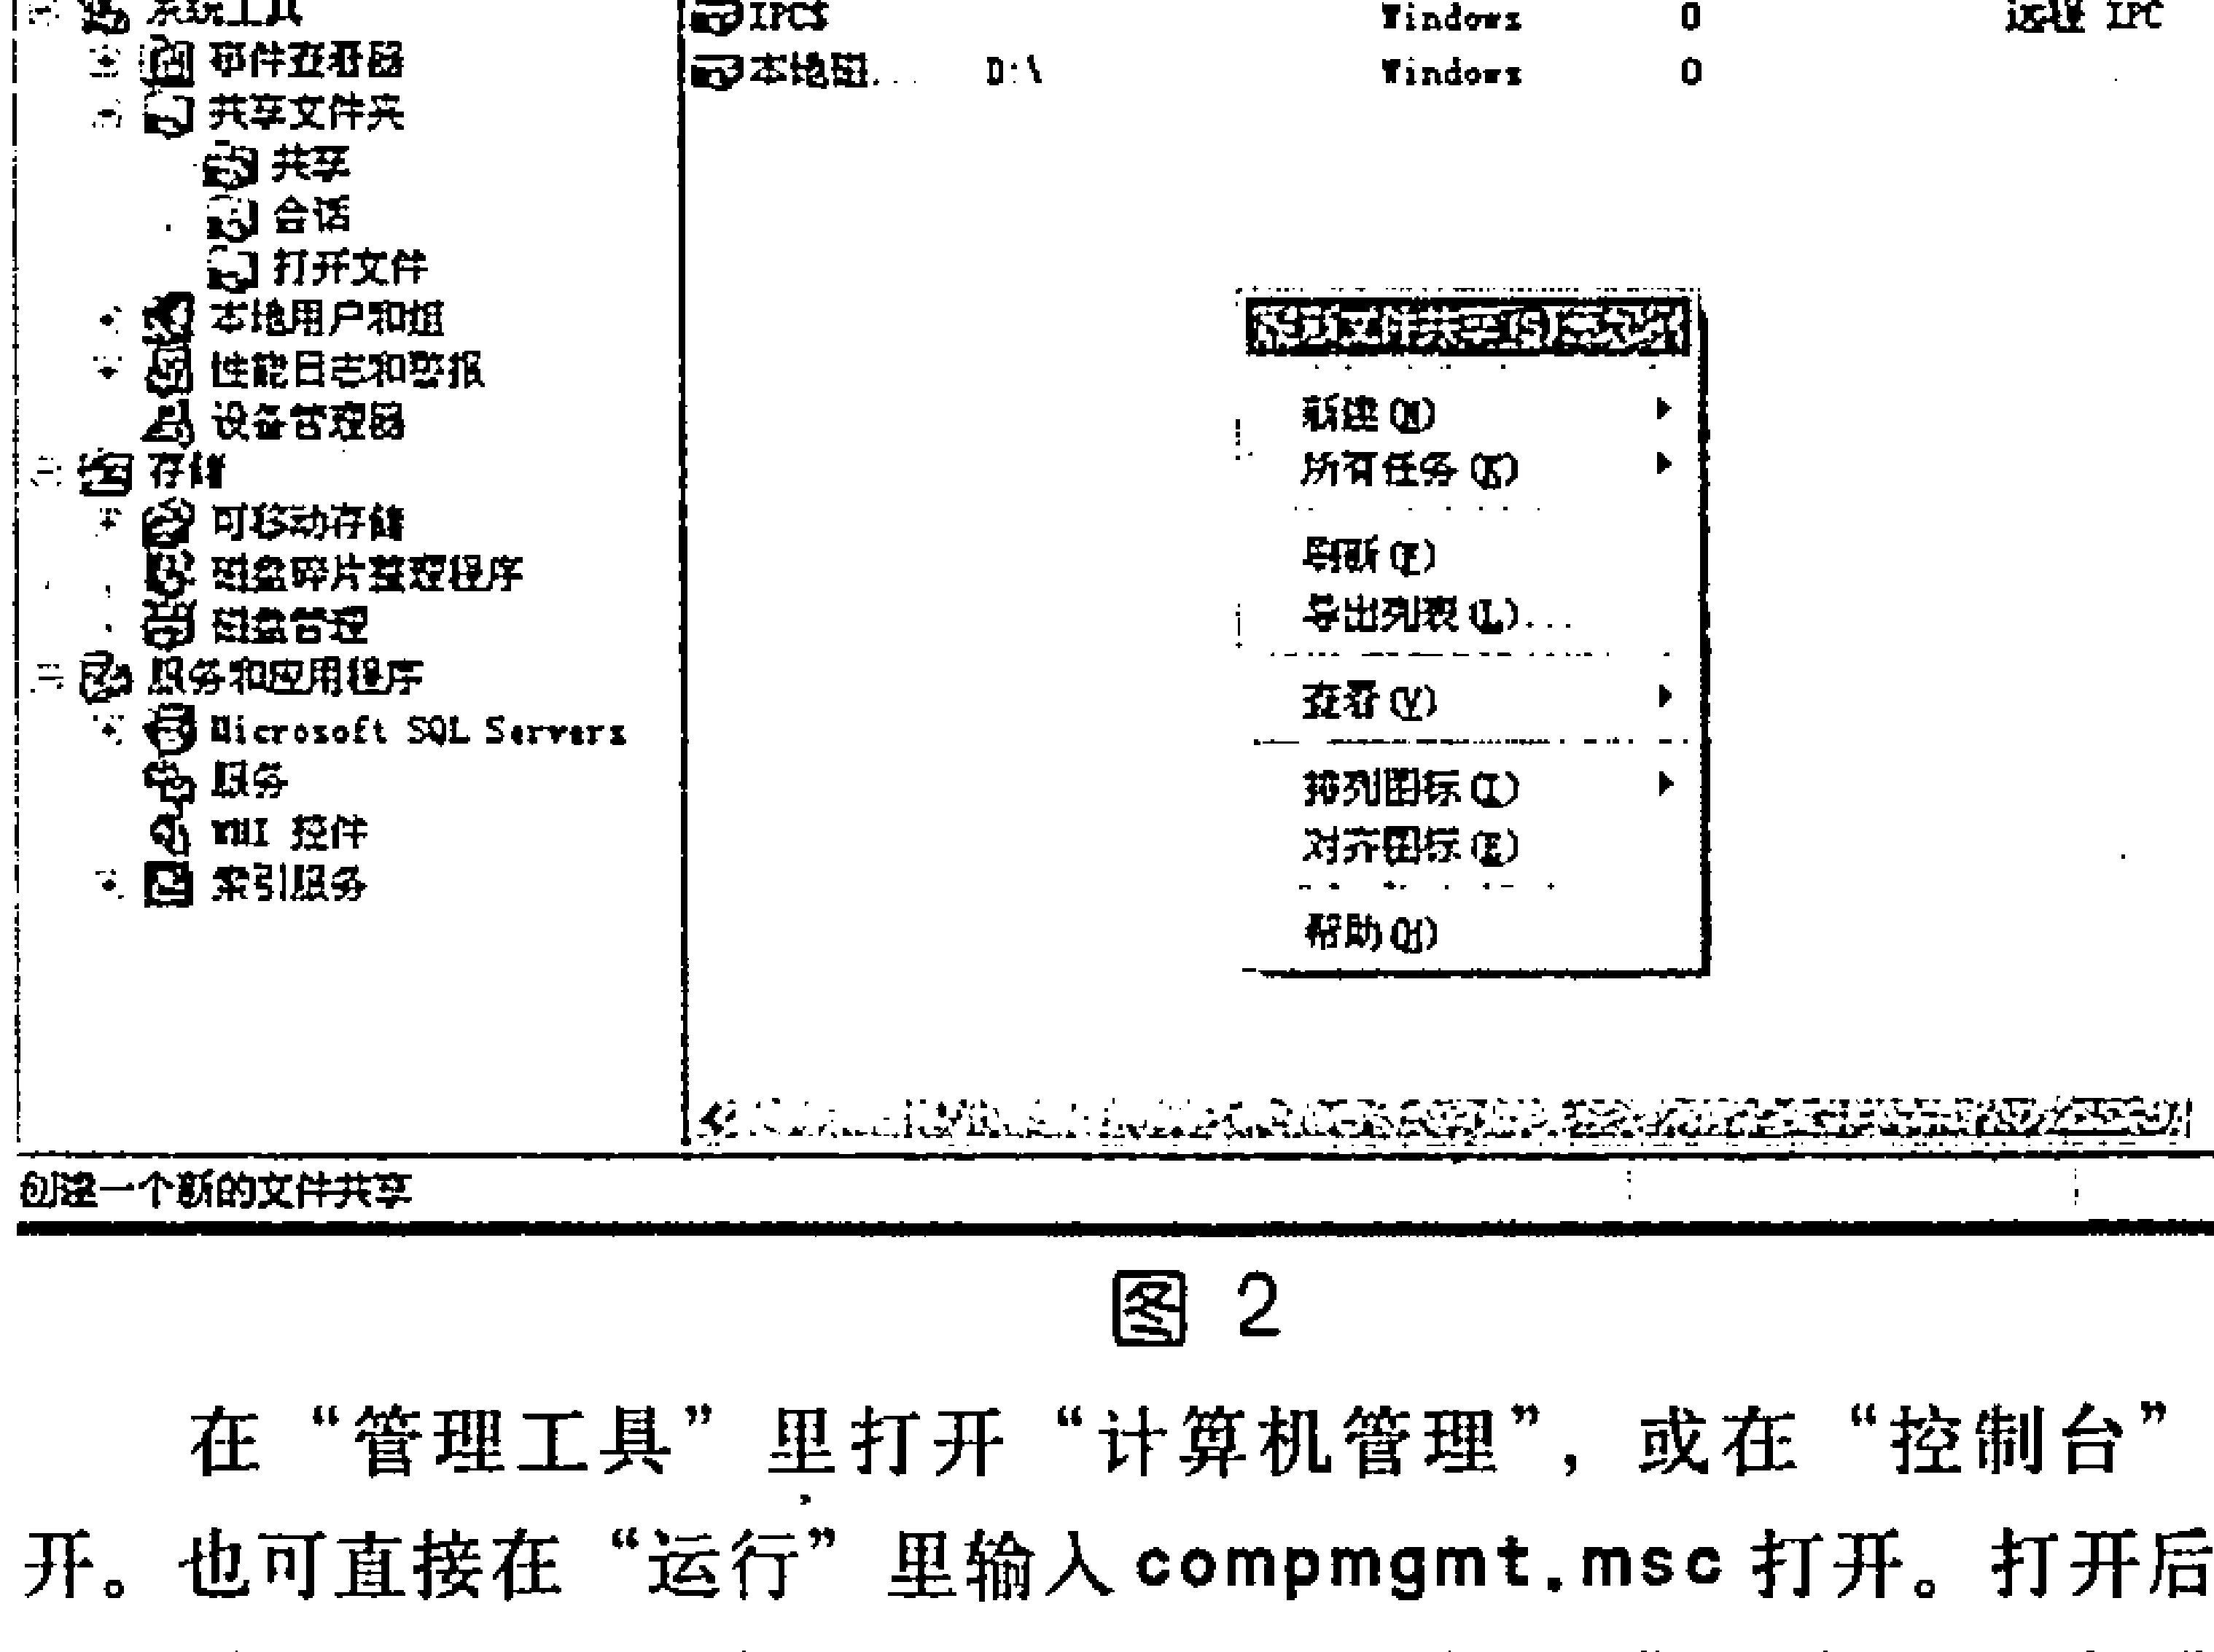 系统工具
事件查看器
共享文件夹
共享
会话
打开文件
本地用户和组
性能日志和警报
设备管理器
存储
可移动存储
磁盘碎片整理程序
磁盘管理
服务和应用程序
Microsoft SQL Servers
服务
WMI 控件
索引服务
IPC$ Windows 0 远程 IPC
本地磁... D:\ Windows 0
新文件共享(S)...
新建(N)
所有任务(K)
刷新(F)
导出列表(L)...
查看(V)
排列图标(I)
对齐图标(E)
帮助(H)
创建一个新的文件共享
图 2
在“管理工具”里打开“计算机管理”，或在“控制台”
开。也可直接在“运行”里输入compmgmt.msc 打开。打开后